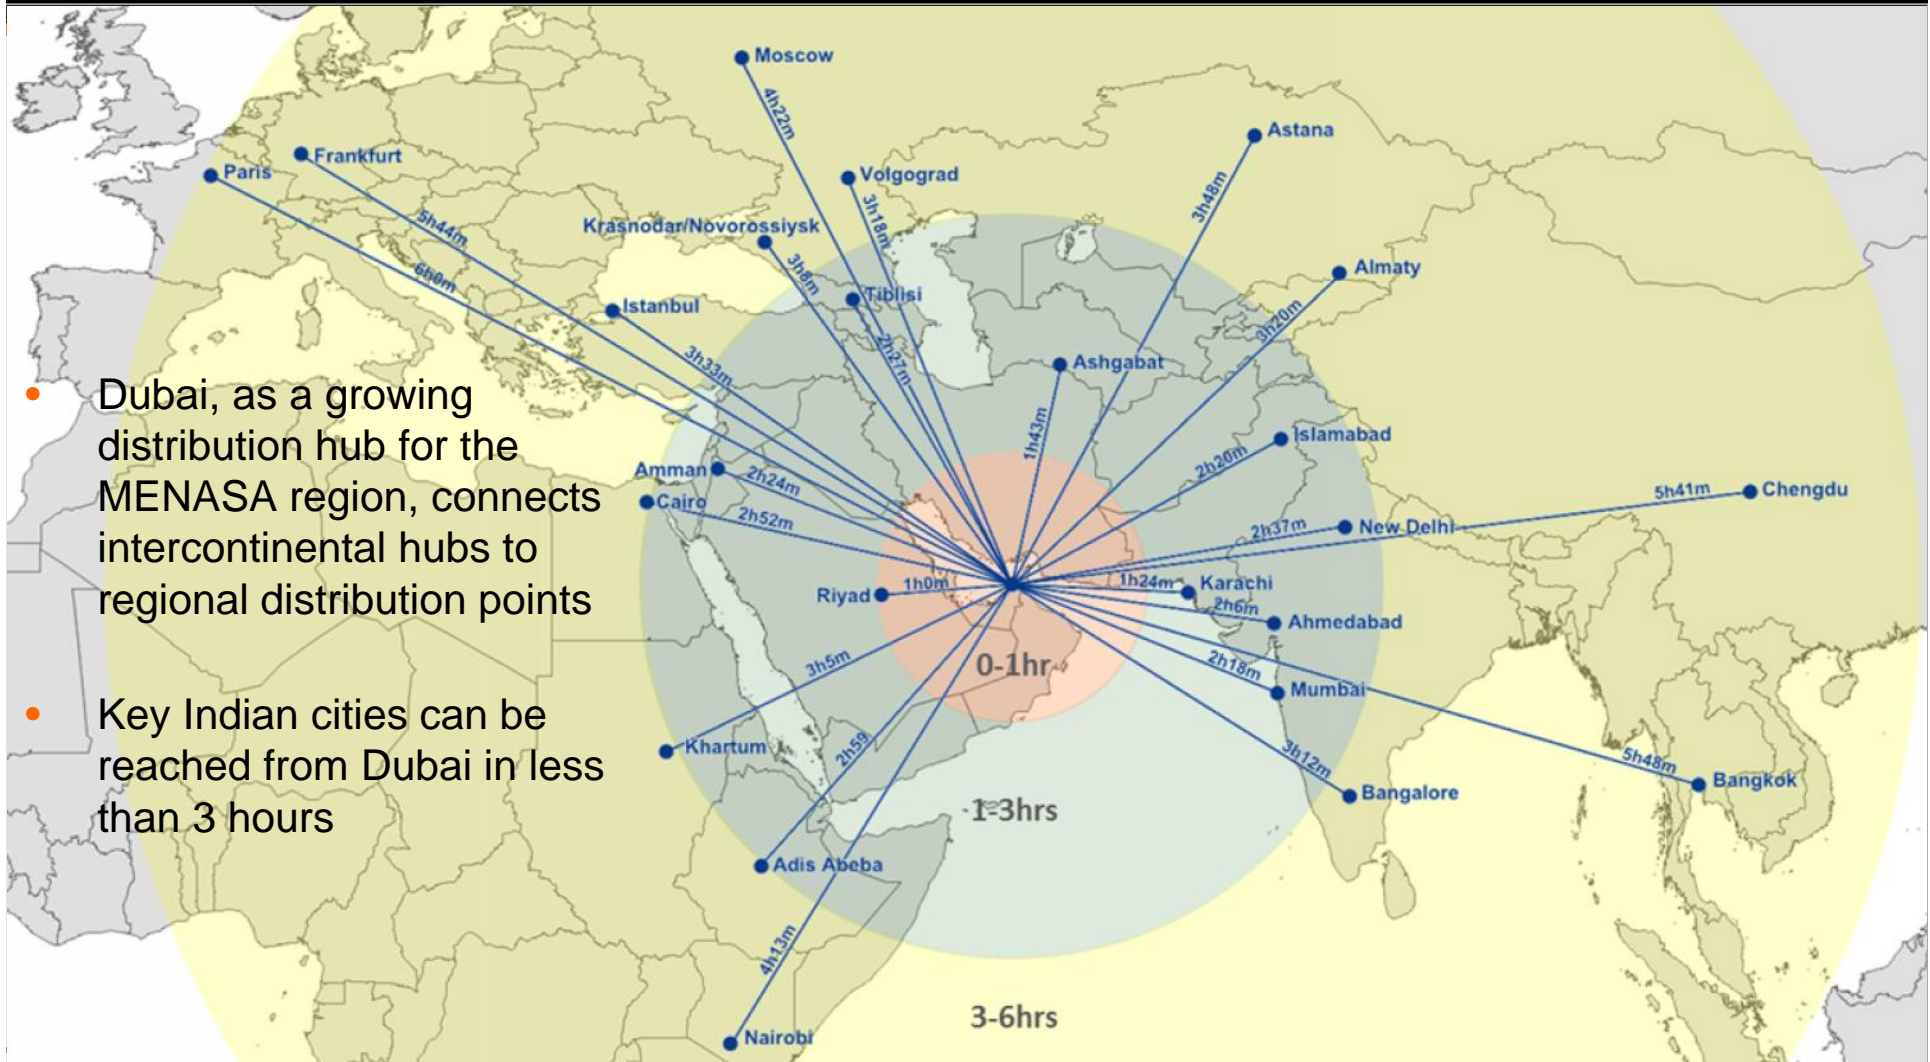 Moscow
4h22m
Astana
3h48m
Frankfurt
Paris
5h44m
6h0m
Volgograd
3h18m
Krasnodar/Novorossiysk
3h8m
Tiblisi
2h27m
Istanbul
3h33m
Almaty
3h20m
Ashgabat
1h43m
Islamabad
2h20m
• Dubai, as a growing
distribution hub for the
MENASA region, connects
intercontinental hubs to
regional distribution points
Amman
2h24m
Cairo
2h52m
5h41m
Chengdu
2h37m
New Delhi
Riyad
1h0m
1h24m
Karachi
2h6m
Ahmedabad
0-1hr
3h5m
2h18m
Mumbai
• Key Indian cities can be
reached from Dubai in less
than 3 hours
Khartum
2h59
3h12m
Bangalore
5h48m
Bangkok
1-3hrs
Adis Abeba
4h13m
3-6hrs
Nairobi